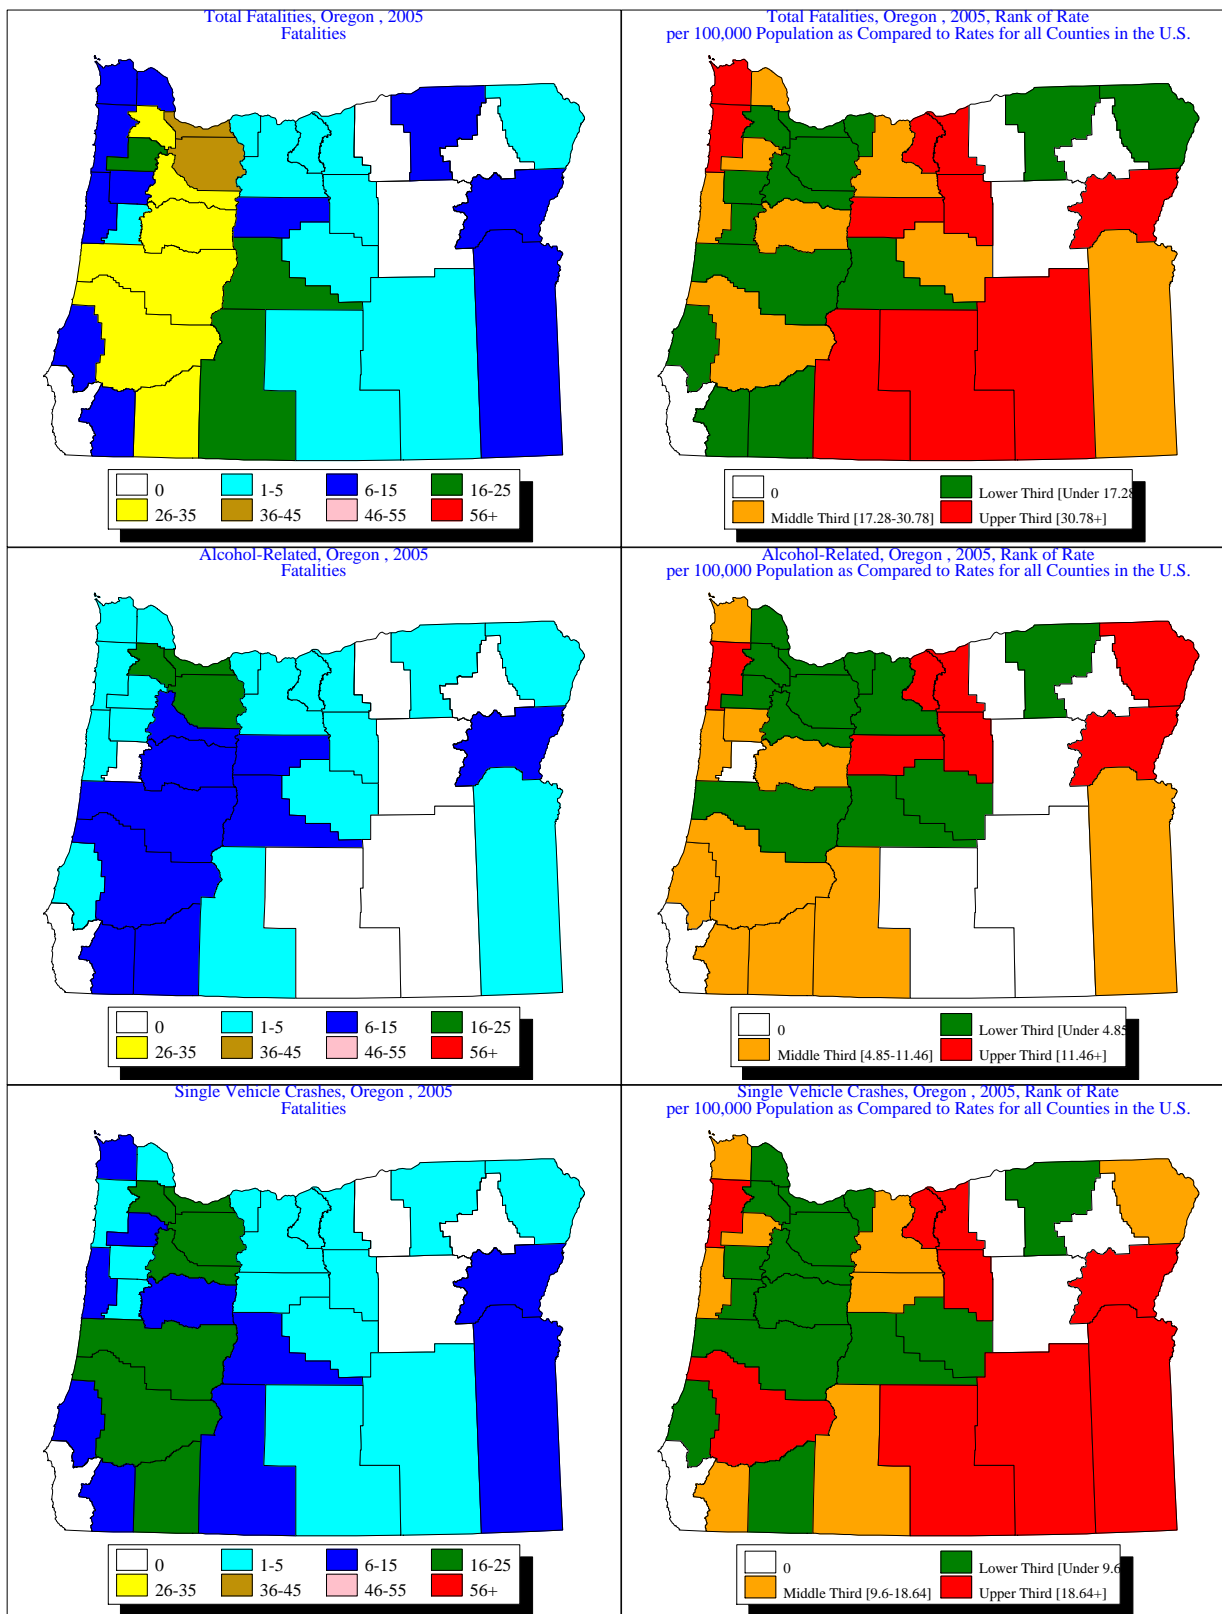 Total Fatalities, Oregon , 2005
Fatalities
0
1-5
6-15
16-25
26-35
36-45
46-55
56+
Total Fatalities, Oregon , 2005, Rank of Rate
per 100,000 Population as Compared to Rates for all Counties in the U.S.
0
Lower Third [Under 17.28
Middle Third [17.28-30.78]
Upper Third [30.78+]
Alcohol-Related, Oregon , 2005
Fatalities
0
1-5
6-15
16-25
26-35
36-45
46-55
56+
Alcohol-Related, Oregon , 2005, Rank of Rate
per 100,000 Population as Compared to Rates for all Counties in the U.S.
0
Lower Third [Under 4.85
Middle Third [4.85-11.46]
Upper Third [11.46+]
Single Vehicle Crashes, Oregon , 2005
Fatalities
0
1-5
6-15
16-25
26-35
36-45
46-55
56+
Single Vehicle Crashes, Oregon , 2005, Rank of Rate
per 100,000 Population as Compared to Rates for all Counties in the U.S.
0
Lower Third [Under 9.6
Middle Third [9.6-18.64]
Upper Third [18.64+]